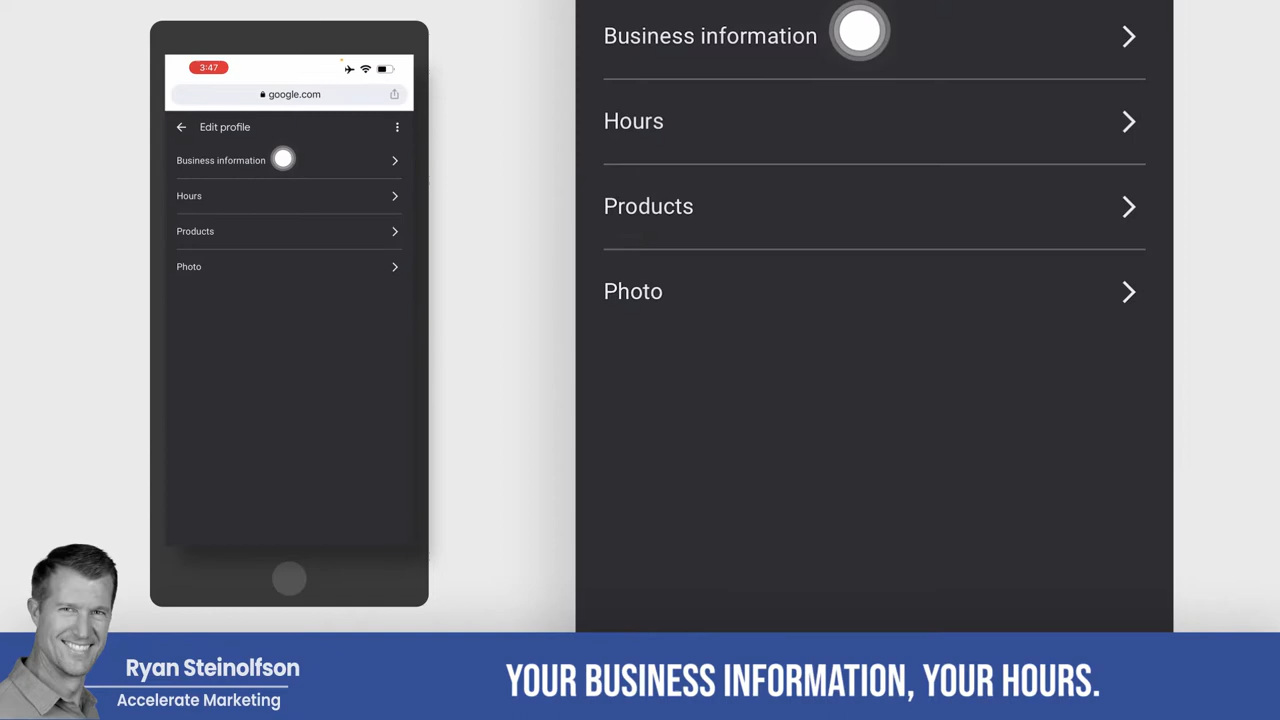 3:47
google.com
Edit profile
Business information
Hours
Products
Photo
Business information
Hours
Products
Photo
Ryan Steinolfson
Accelerate Marketing
YOUR BUSINESS INFORMATION, YOUR HOURS.